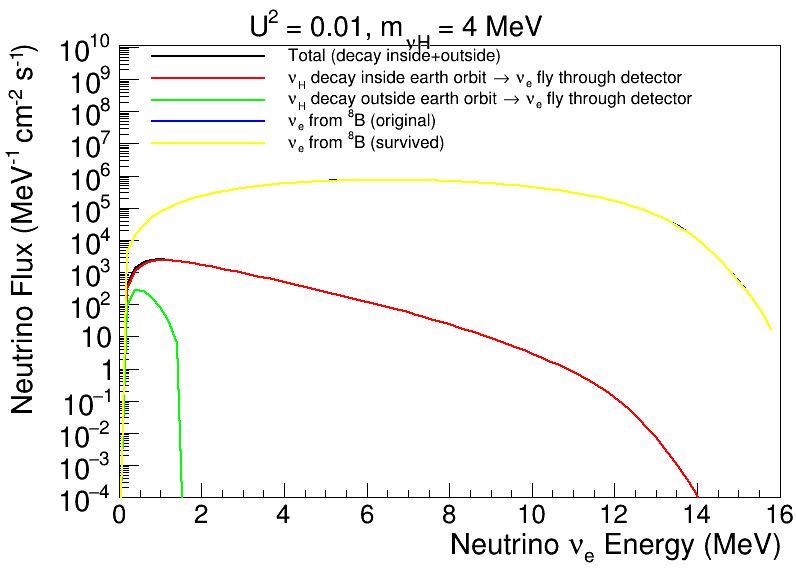 U² = 0.01, m_νH = 4 MeV
Total (decay inside+outside)
ν_H decay inside earth orbit → ν_e fly through detector
ν_H decay outside earth orbit → ν_e fly through detector
ν_e from ⁸B (original)
ν_e from ⁸B (survived)
Neutrino Flux (MeV⁻¹ cm⁻² s⁻¹)
10¹⁰
10⁹
10⁸
10⁷
10⁶
10⁵
10⁴
10³
10²
10
1
10⁻¹
10⁻²
10⁻³
10⁻⁴
0 2 4 6 8 10 12 14 16
Neutrino ν_e Energy (MeV)